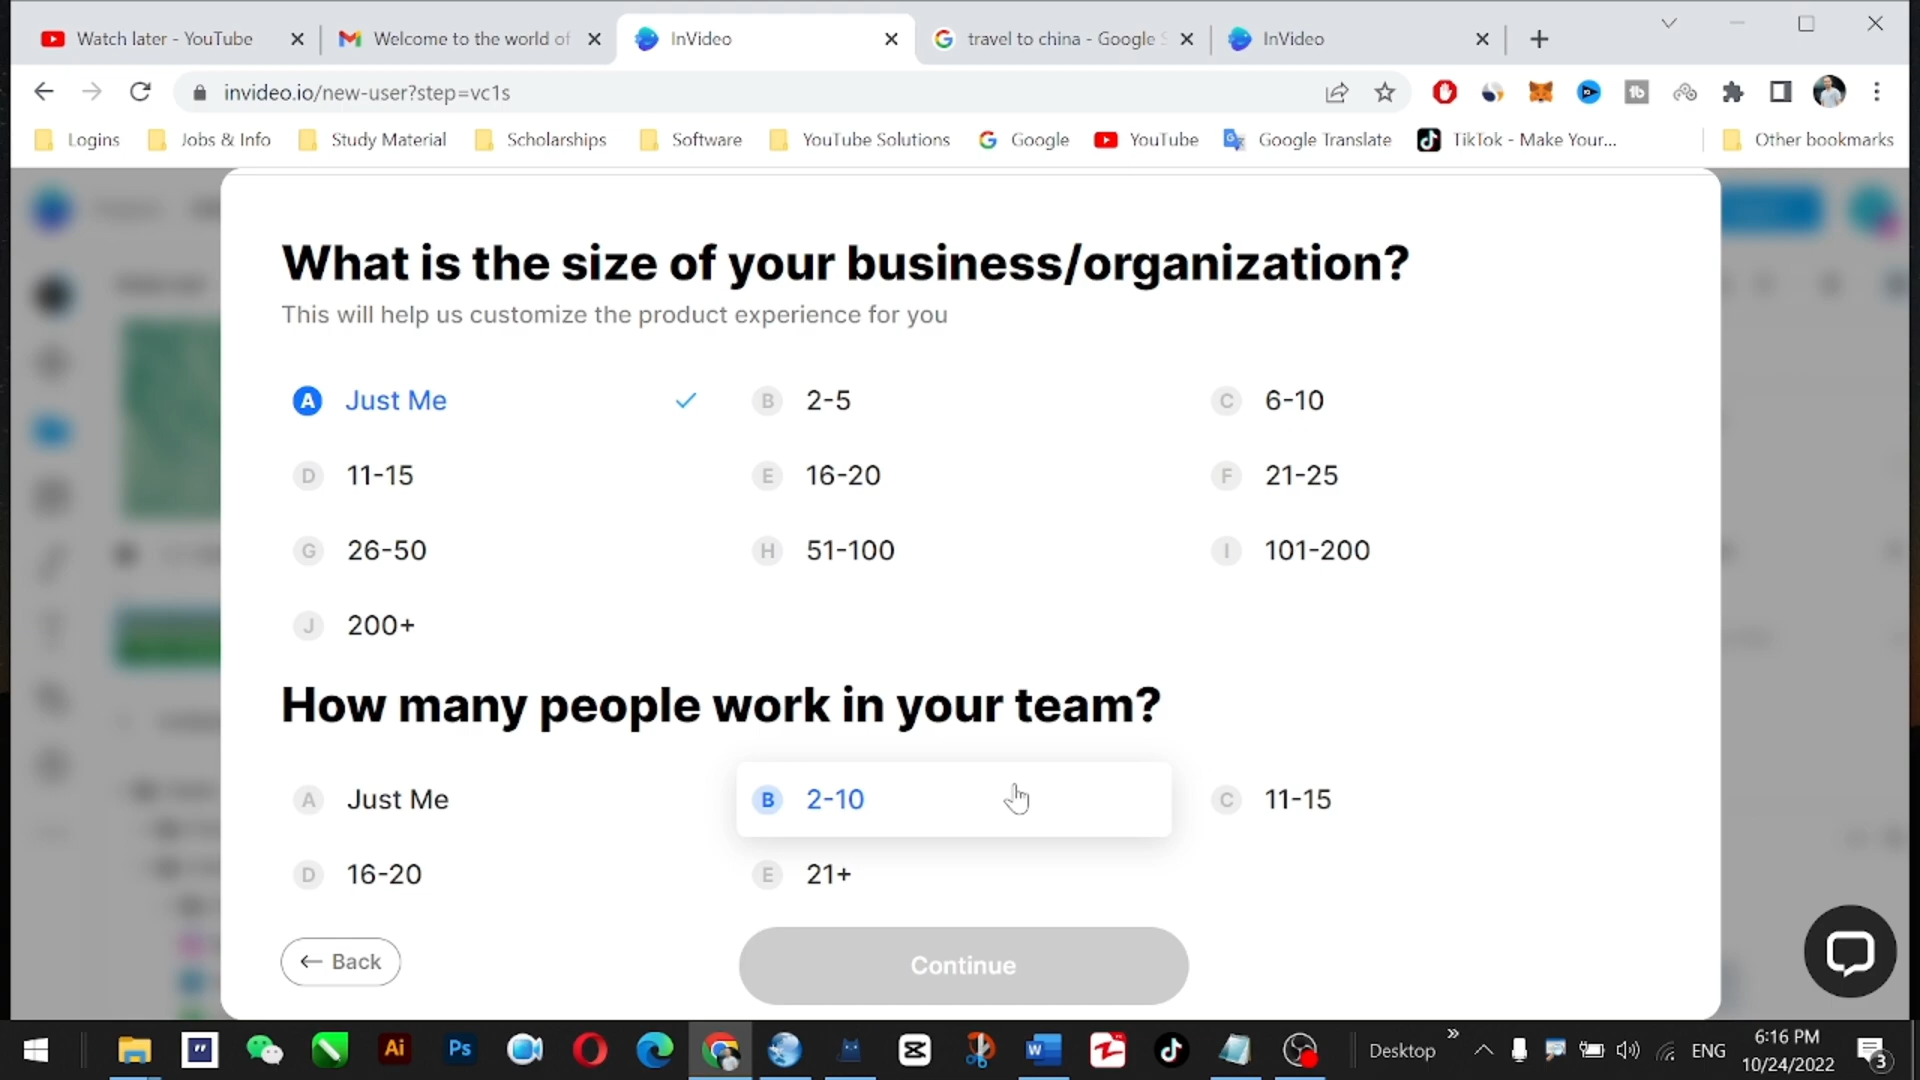 Watch later - YouTube
Welcome to the world of
InVideo
travel to china - Google S
InVideo
invideo.io/new-user?step=vc1s
Logins
Jobs & Info
Study Material
Scholarships
Software
YouTube Solutions
Google
YouTube
Google Translate
TikTok - Make Your...
Other bookmarks
What is the size of your business/organization?
This will help us customize the product experience for you
A Just Me
B 2-5
C 6-10
D 11-15
E 16-20
F 21-25
G 26-50
H 51-100
I 101-200
J 200+
How many people work in your team?
A Just Me
B 2-10
C 11-15
D 16-20
E 21+
← Back
Continue
Ai
Ps
Desktop
ENG
6:16 PM
10/24/2022
3